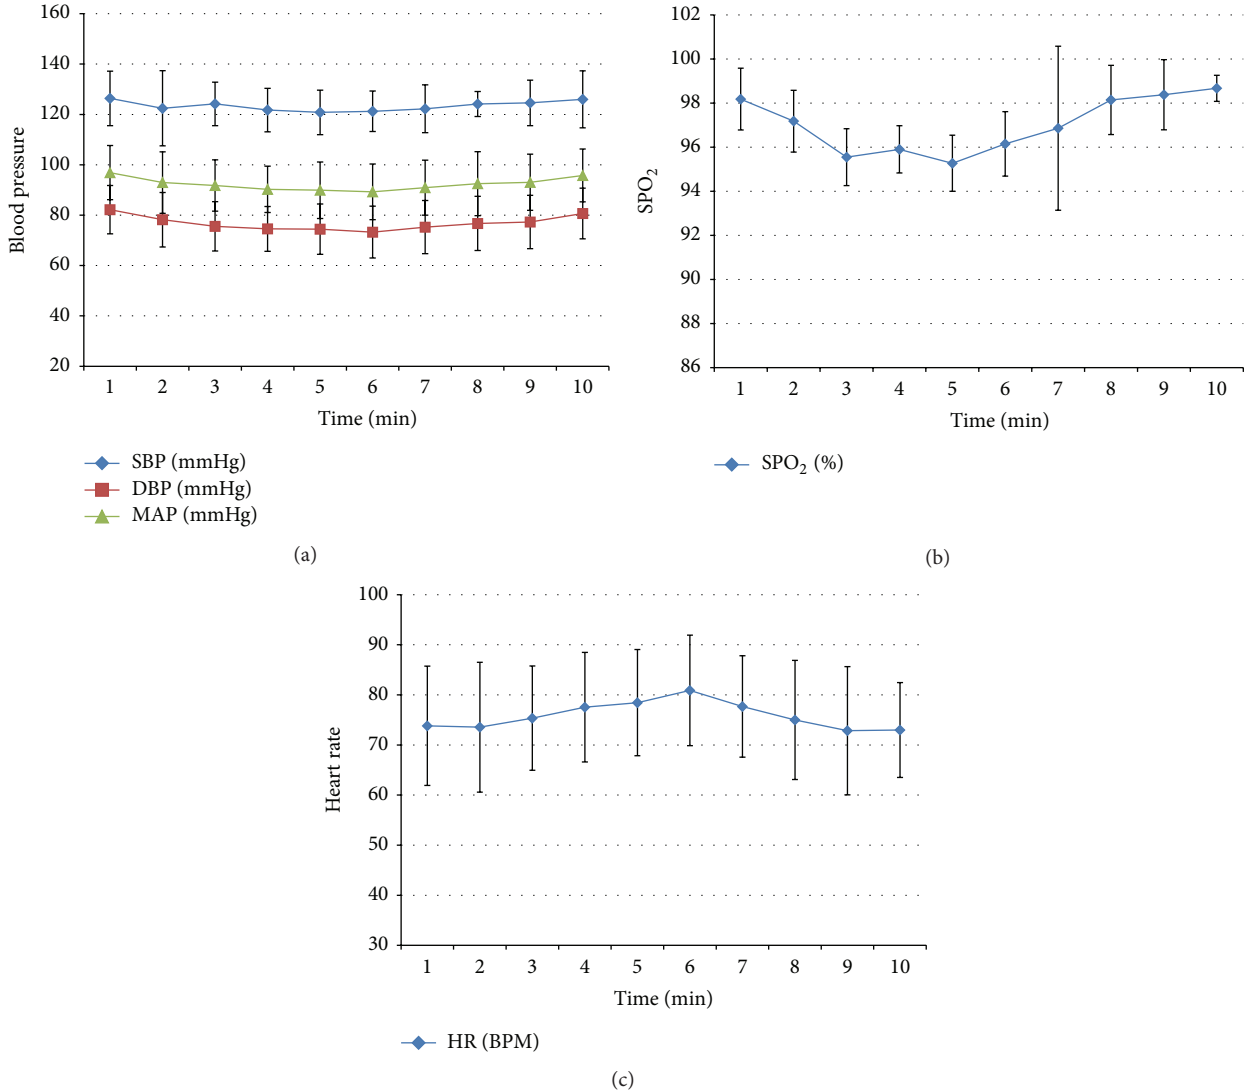 160
140
120
100
80
60
40
20
Blood pressure
1 2 3 4 5 6 7 8 9 10
Time (min)
SBP (mmHg)
DBP (mmHg)
MAP (mmHg)
(a)
102
100
98
96
94
92
90
88
86
SPO₂
1 2 3 4 5 6 7 8 9 10
Time (min)
SPO₂ (%)
(b)
100
90
80
70
60
50
40
30
Heart rate
1 2 3 4 5 6 7 8 9 10
Time (min)
HR (BPM)
(c)